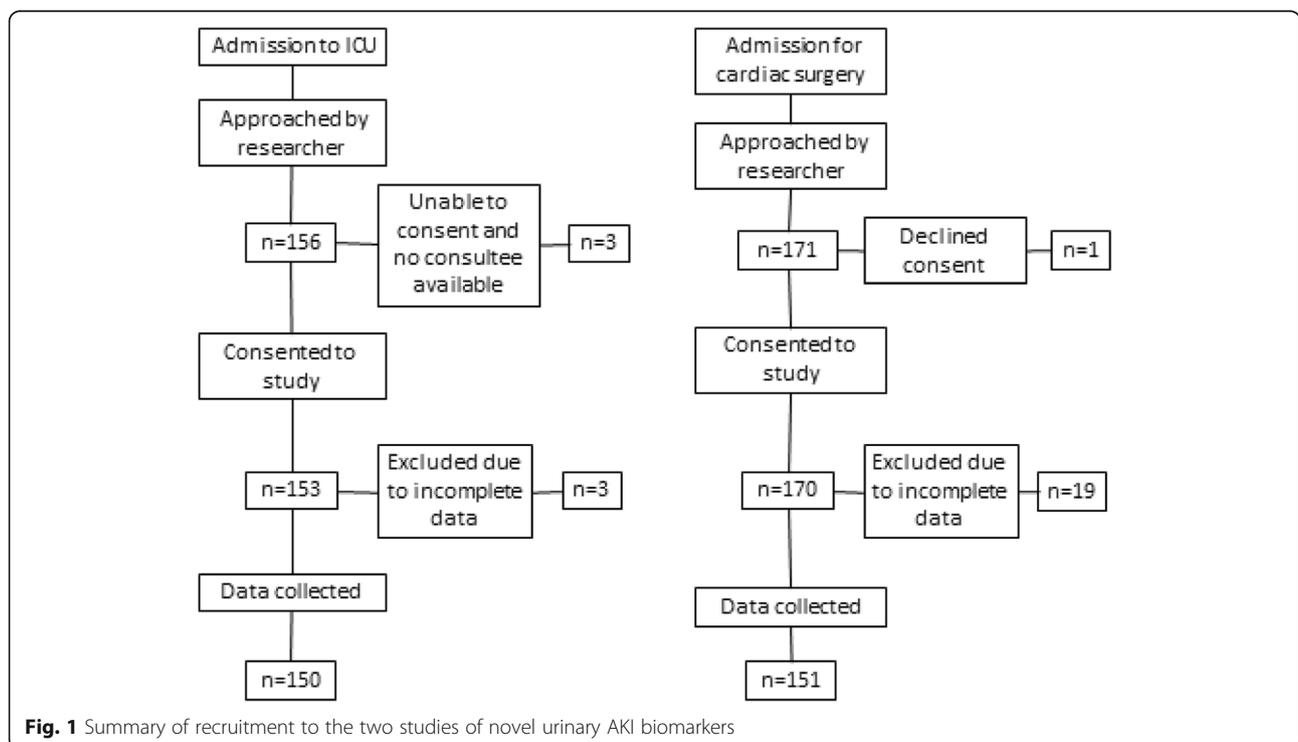 Admission to ICU
Approached by
researcher
n=156
Unable to
consent and
no consultee
available
n=3
Consented to
study
n=153
Excluded due
to incomplete
data
n=3
Data collected
n=150
Admission for
cardiac surgery
Approached by
researcher
n=171
Declined
consent
n=1
Consented to
study
n=170
Excluded due
to incomplete
data
n=19
Data collected
n=151
Fig. 1 Summary of recruitment to the two studies of novel urinary AKI biomarkers